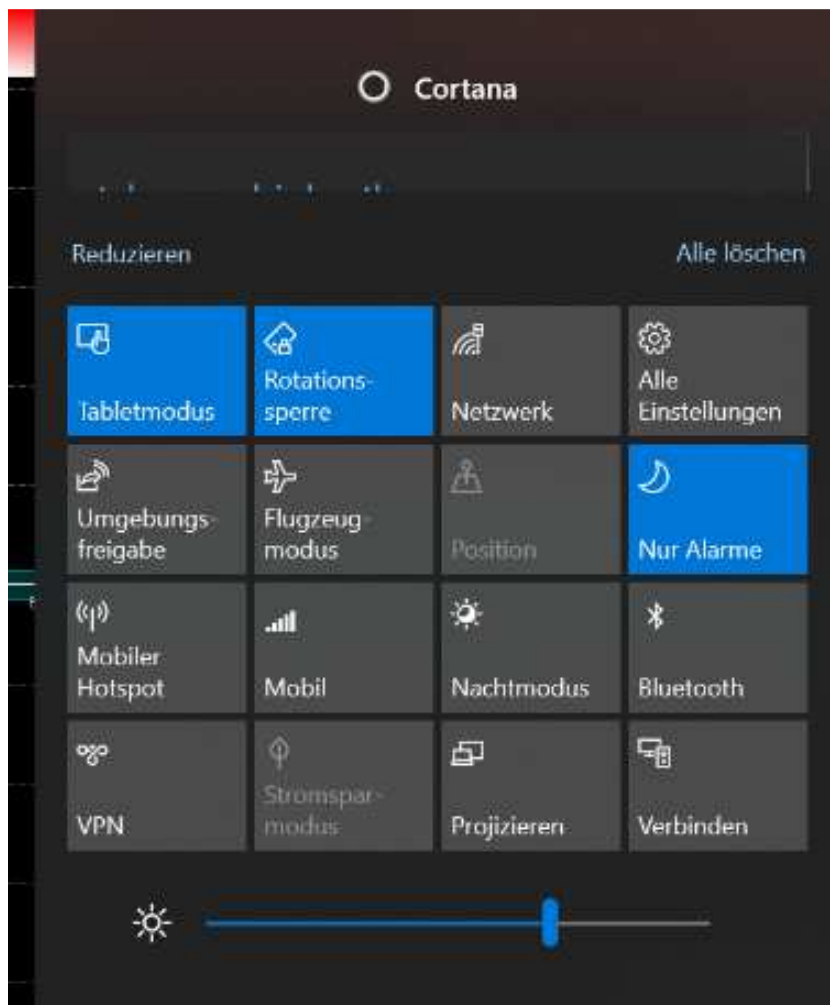 Cortana
Reduzieren Alle löschen
Tabletmodus
Rotations-
sperre
Netzwerk
Alle
Einstellungen
Umgebungs-
freigabe
Flugzeug-
modus
Position
Nur Alarme
Mobiler
Hotspot
Mobil
Nachtmodus
Bluetooth
VPN
Stromspar-
modus
Projizieren
Verbinden